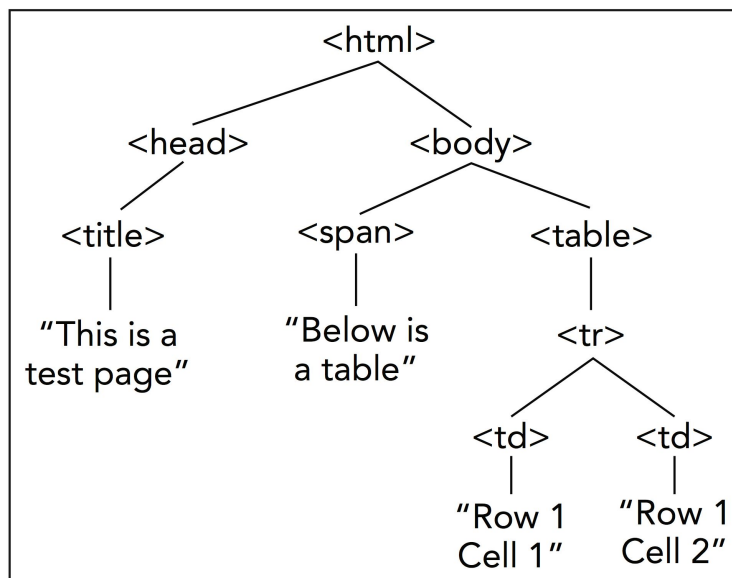 <html>
<head> <body>
<title> <span> <table>
“This is a
test page”
“Below is
a table”
<tr>
<td> <td>
“Row 1
Cell 1”
“Row 1
Cell 2”